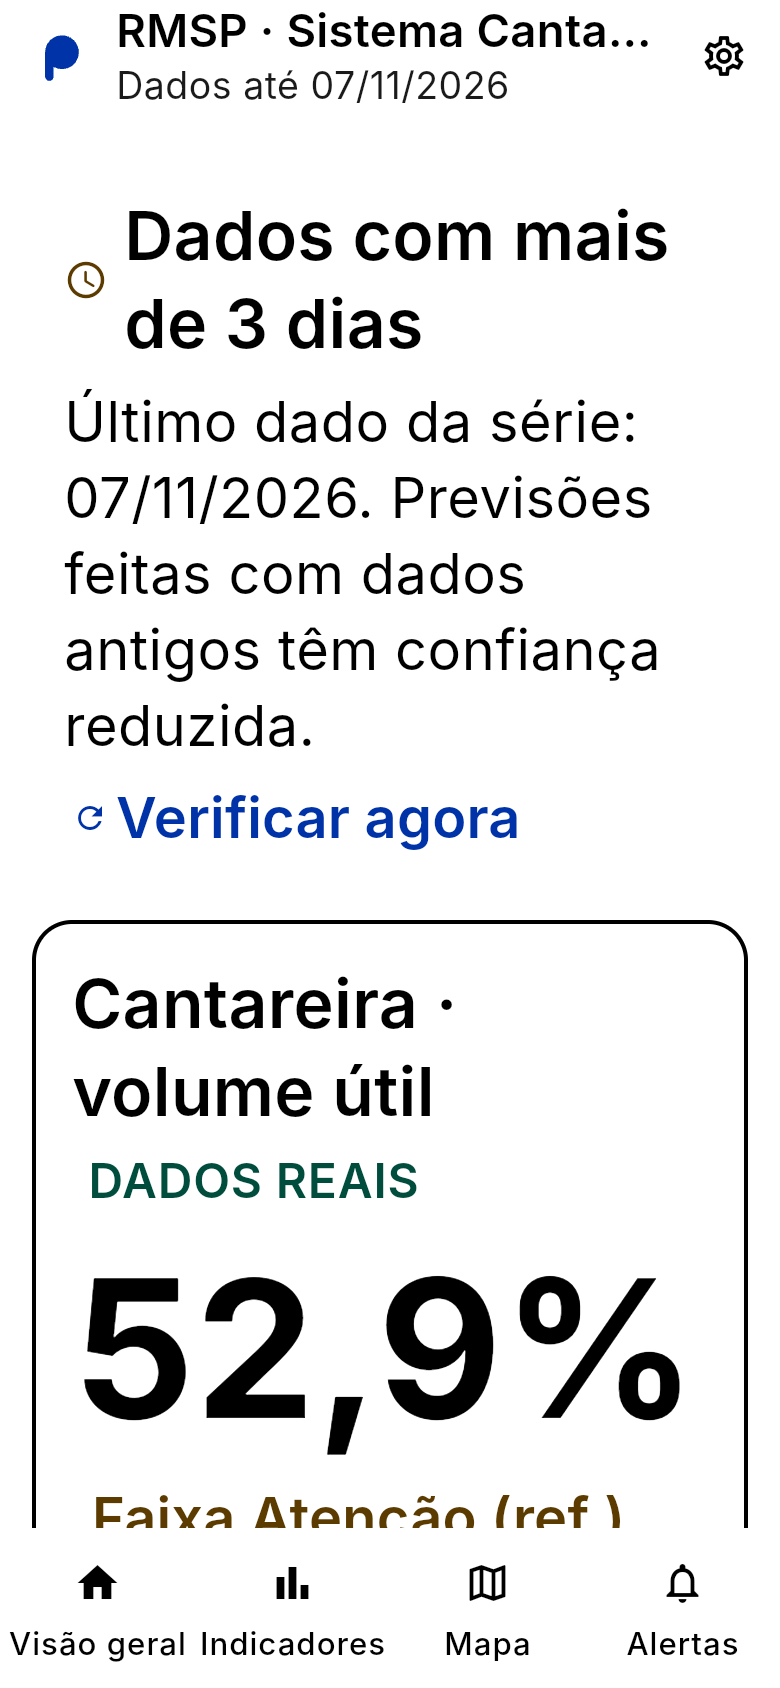 RMSP · Sistema Canta...
Dados até 07/11/2026
Dados com mais
de 3 dias
Último dado da série:
07/11/2026. Previsões
feitas com dados
antigos têm confiança
reduzida.
Verificar agora
Cantareira ·
volume útil
DADOS REAIS
52,9%
Faixa Atenção (ref.)
Visão geral
Indicadores
Mapa
Alertas